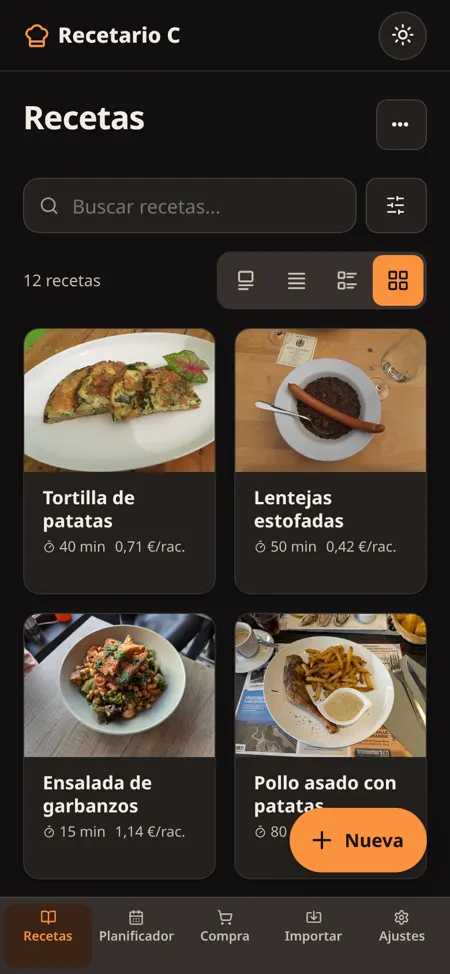 Recetario C
Recetas
Buscar recetas...
12 recetas
Tortilla de
patatas
40 min 0,71 €/rac.
Lentejas
estofadas
50 min 0,42 €/rac.
Ensalada de
garbanzos
15 min 1,14 €/rac.
Pollo asado con
patatas
80
Nueva
Recetas
Planificador
Compra
Importar
Ajustes